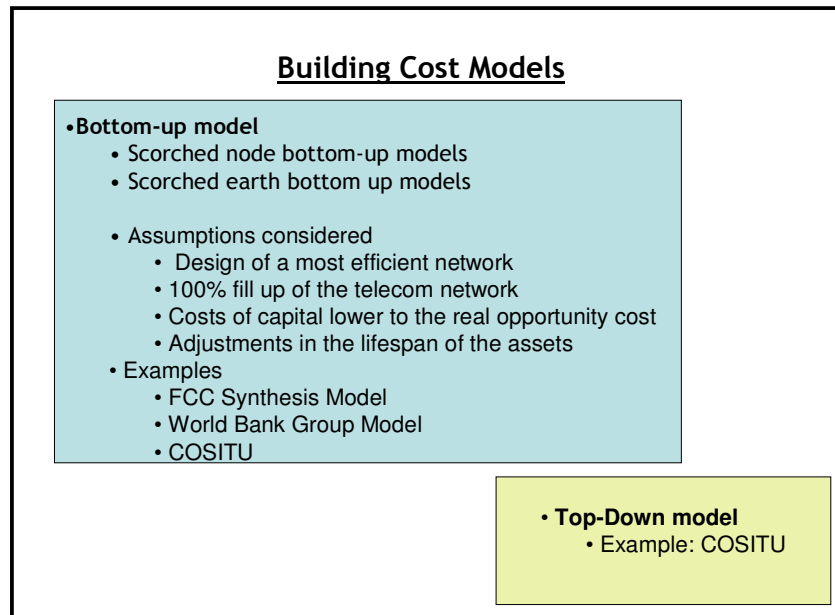 Building Cost Models
•Bottom-up model
• Scorched node bottom-up models
• Scorched earth bottom up models
• Assumptions considered
• Design of a most efficient network
• 100% fill up of the telecom network
• Costs of capital lower to the real opportunity cost
• Adjustments in the lifespan of the assets
• Examples
• FCC Synthesis Model
• World Bank Group Model
• COSITU
• Top-Down model
• Example: COSITU